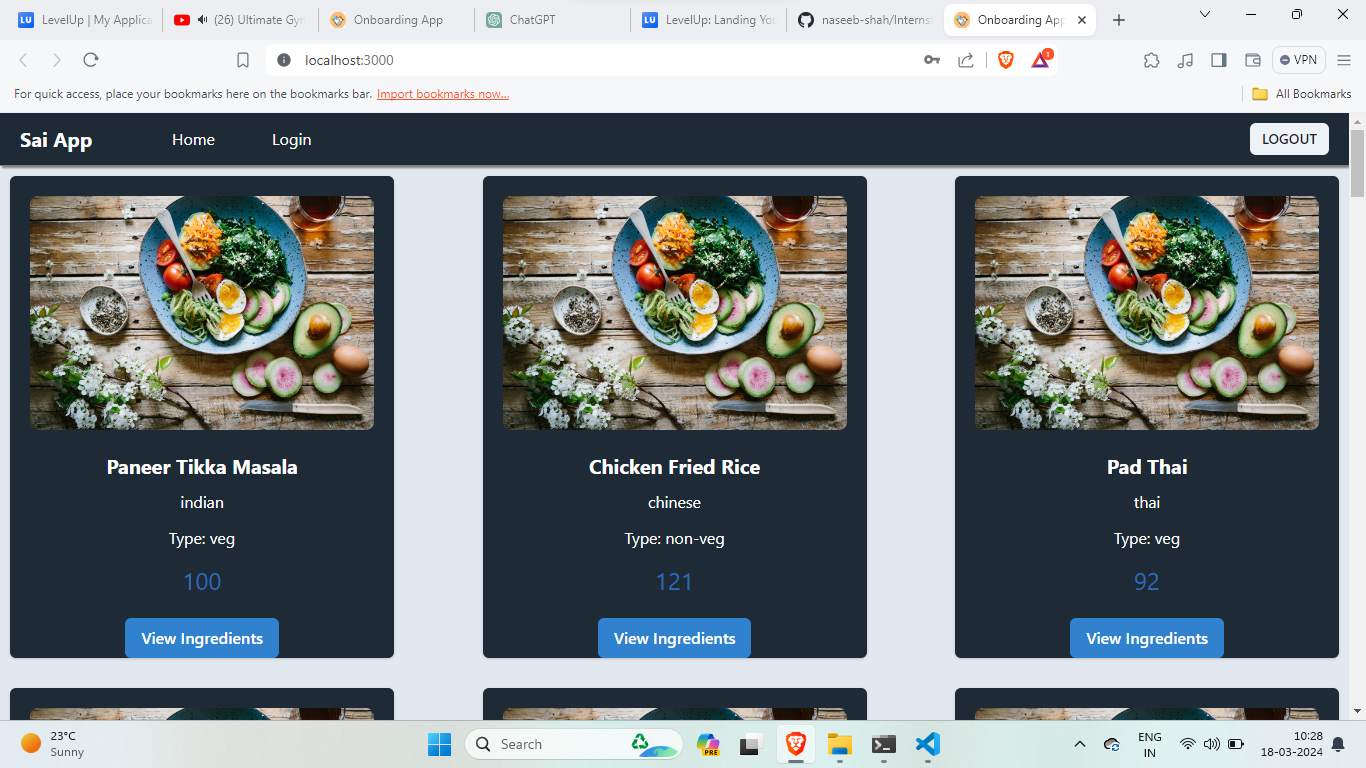 LU LevelUp | My Applica
(26) Ultimate Gyn
Onboarding App
ChatGPT
LU LevelUp: Landing You
naseeb-shah/Internsi
Onboarding App
localhost:3000
1
VPN
For quick access, place your bookmarks here on the bookmarks bar. Import bookmarks now...
All Bookmarks
Sai App
Home
Login
LOGOUT
Paneer Tikka Masala
indian
Type: veg
100
View Ingredients
Chicken Fried Rice
chinese
Type: non-veg
121
View Ingredients
Pad Thai
thai
Type: veg
92
View Ingredients
23°C
Sunny
Search
PRE
ENG
IN
10:28
18-03-2024